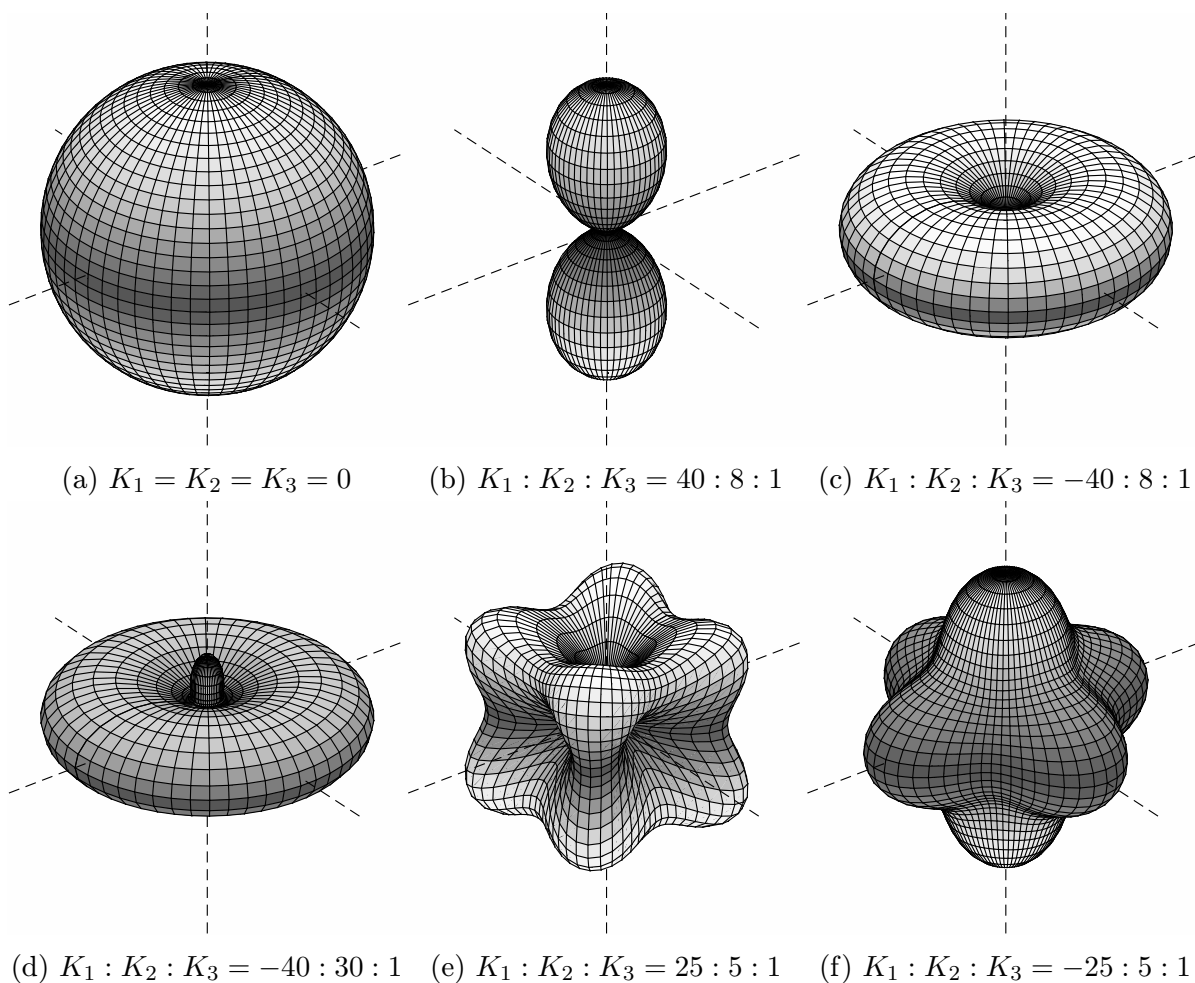 (a) K₁ = K₂ = K₃ = 0
(b) K₁ : K₂ : K₃ = 40 : 8 : 1
(c) K₁ : K₂ : K₃ = −40 : 8 : 1
(d) K₁ : K₂ : K₃ = −40 : 30 : 1
(e) K₁ : K₂ : K₃ = 25 : 5 : 1
(f) K₁ : K₂ : K₃ = −25 : 5 : 1